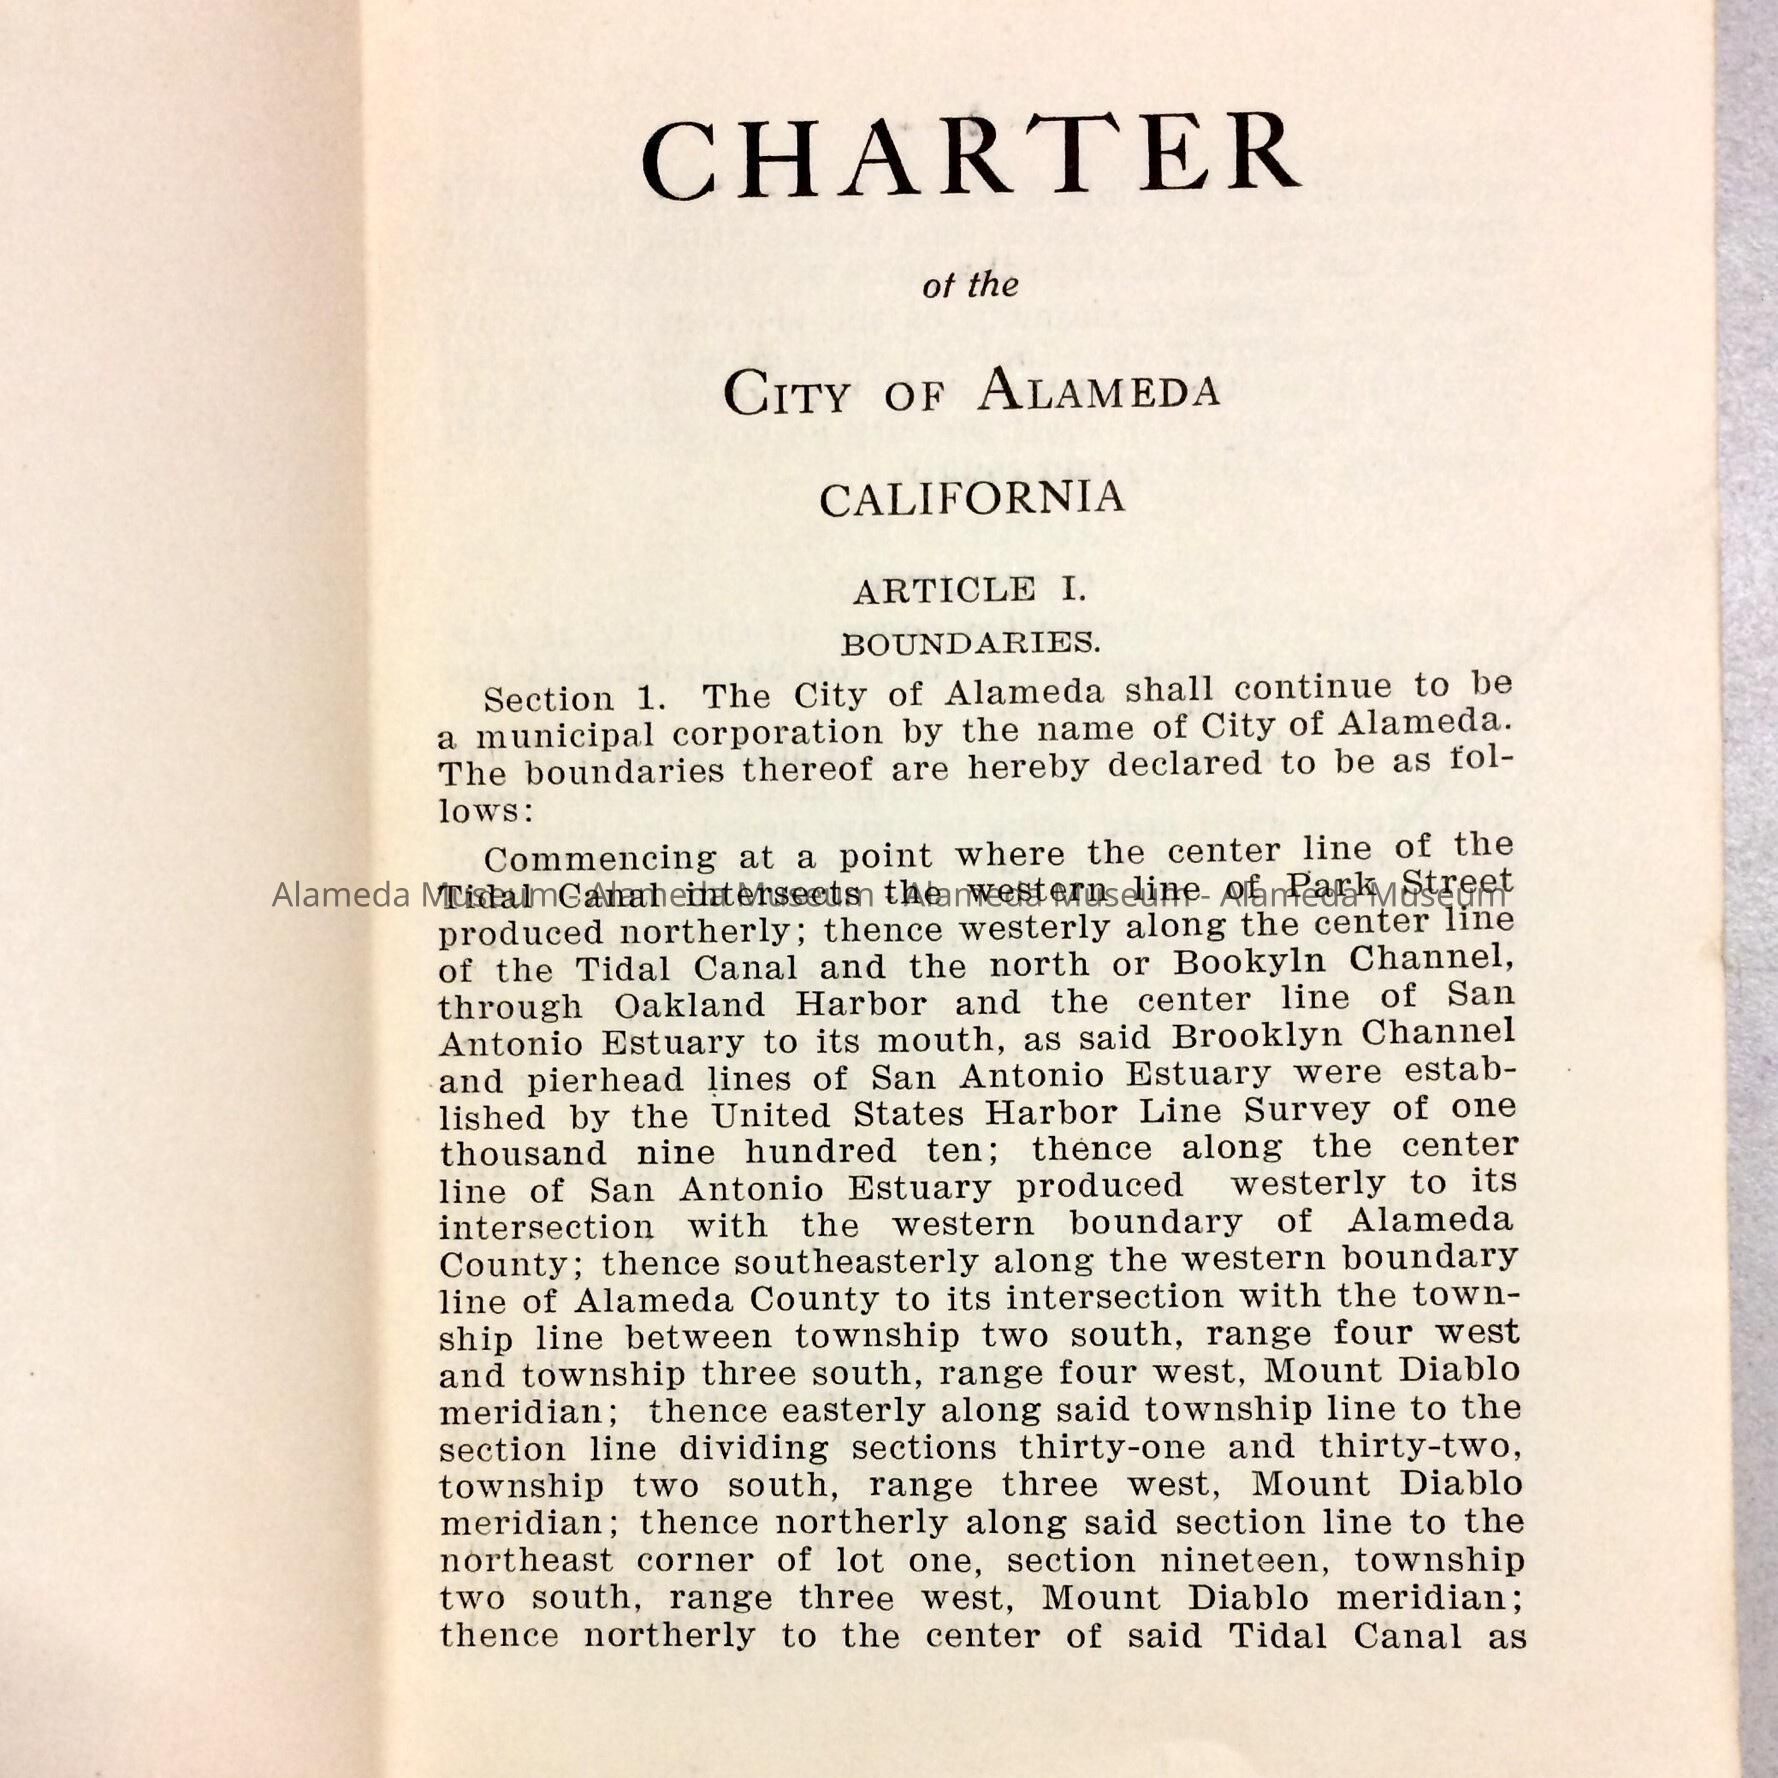 CHARTER
of the
CITY OF ALAMEDA
CALIFORNIA
ARTICLE I.
BOUNDARIES.
Section 1. The City of Alameda shall continue to be
a municipal corporation by the name of City of Alameda.
The boundaries thereof are hereby declared to be as fol-
lows:
Commencing at a point where the center line of the
Tidal Canal intersects the western line of Park Street
Alameda Museum - Alameda Museum - Alameda Museum - Alameda Museum
produced northerly; thence westerly along the center line
of the Tidal Canal and the north or Bookyln Channel,
through Oakland Harbor and the center line of San
Antonio Estuary to its mouth, as said Brooklyn Channel
and pierhead lines of San Antonio Estuary were estab-
lished by the United States Harbor Line Survey of one
thousand nine hundred ten; thence along the center
line of San Antonio Estuary produced westerly to its
intersection with the western boundary of Alameda
County; thence southeasterly along the western boundary
line of Alameda County to its intersection with the town-
ship line between township two south, range four west
and township three south, range four west, Mount Diablo
meridian; thence easterly along said township line to the
section line dividing sections thirty-one and thirty-two,
township two south, range three west, Mount Diablo
meridian; thence northerly along said section line to the
northeast corner of lot one, section nineteen, township
two south, range three west, Mount Diablo meridian;
thence northerly to the center of said Tidal Canal as